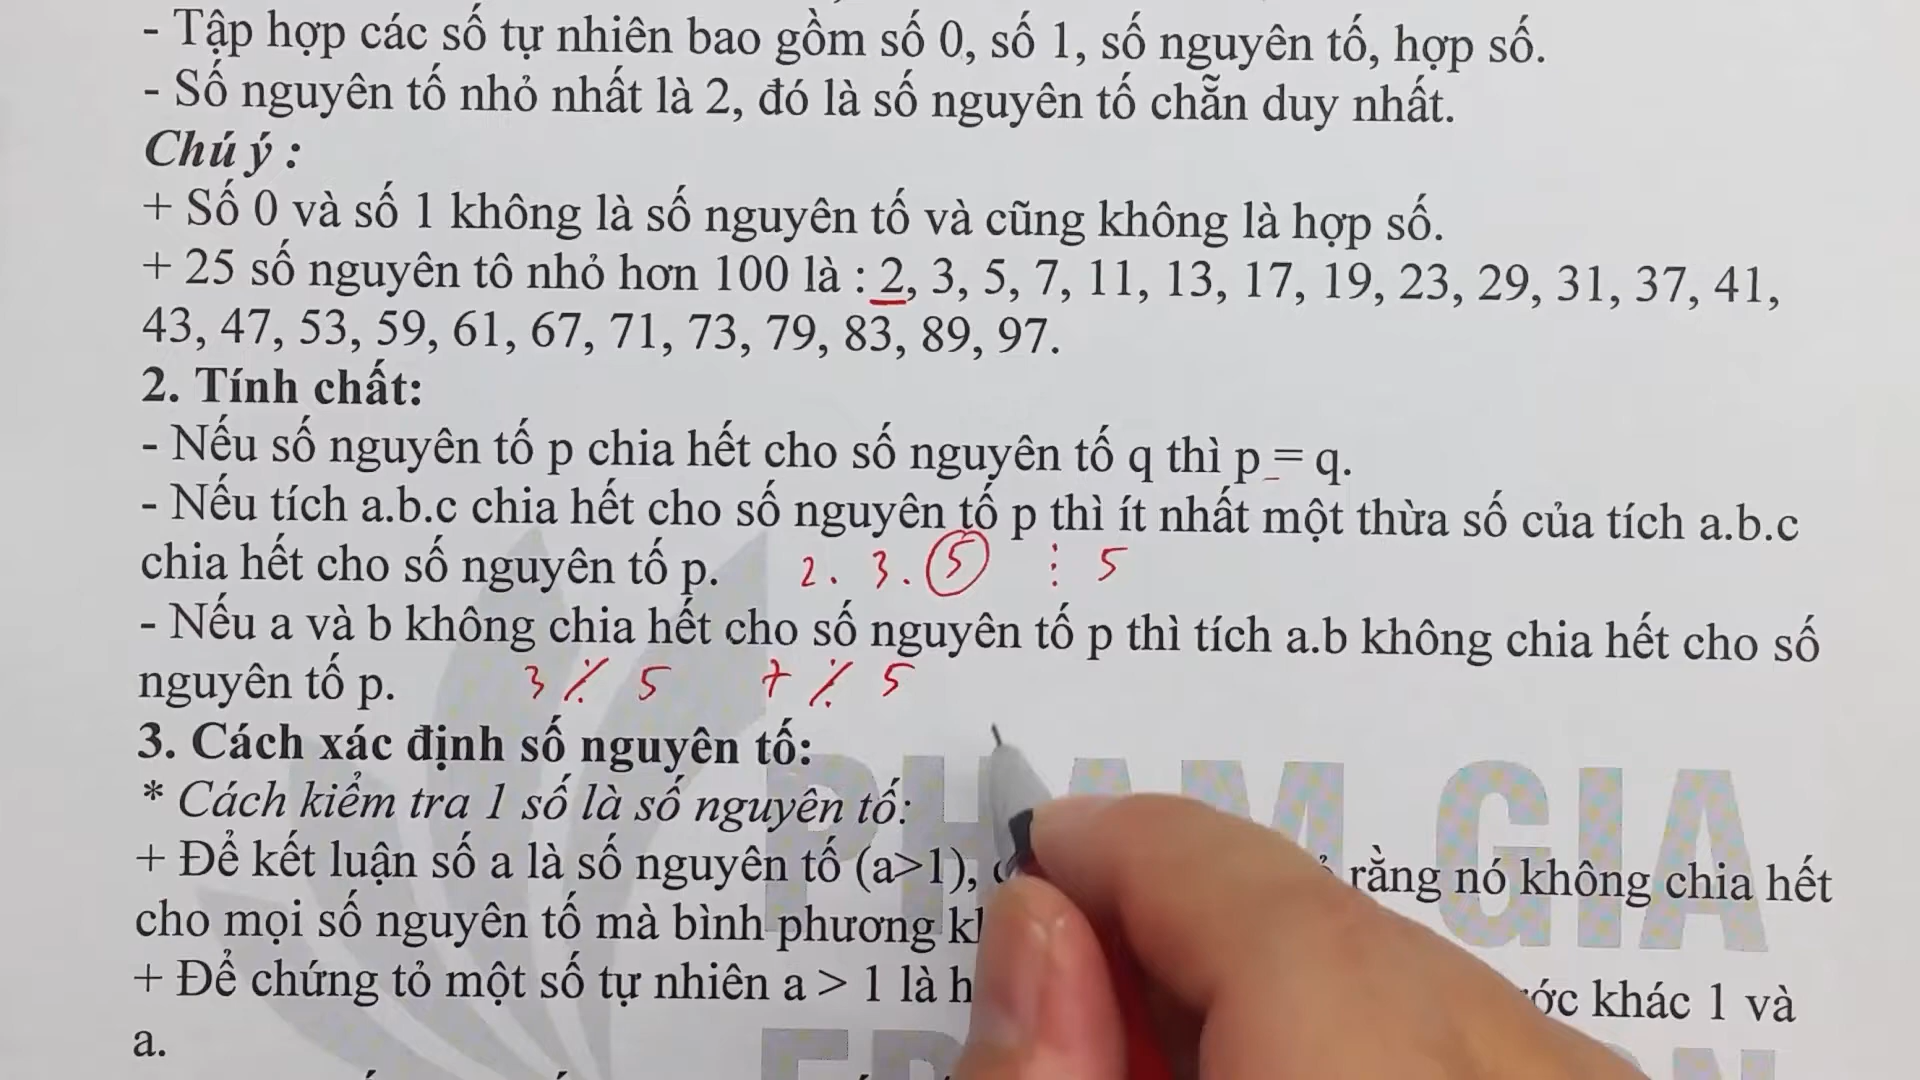 - Tập hợp các số tự nhiên bao gồm số 0, số 1, số nguyên tố, hợp số.
- Số nguyên tố nhỏ nhất là 2, đó là số nguyên tố chẵn duy nhất.
Chú ý :
+ Số 0 và số 1 không là số nguyên tố và cũng không là hợp số.
+ 25 số nguyên tô nhỏ hơn 100 là : 2, 3, 5, 7, 11, 13, 17, 19, 23, 29, 31, 37, 41,
43, 47, 53, 59, 61, 67, 71, 73, 79, 83, 89, 97.
2. Tính chất:
- Nếu số nguyên tố p chia hết cho số nguyên tố q thì p = q.
- Nếu tích a.b.c chia hết cho số nguyên tố p thì ít nhất một thừa số của tích a.b.c
chia hết cho số nguyên tố p. 2. 3. 5 ⋮ 5
- Nếu a và b không chia hết cho số nguyên tố p thì tích a.b không chia hết cho số
nguyên tố p. 3 ⋮̸ 5 7 ⋮̸ 5
3. Cách xác định số nguyên tố:
PHAM GIA
* Cách kiểm tra 1 số là số nguyên tố:
+ Để kết luận số a là số nguyên tố (a>1), rằng nó không chia hết
cho mọi số nguyên tố mà bình phương
+ Để chứng tỏ một số tự nhiên a > 1 là khác 1 và
a.